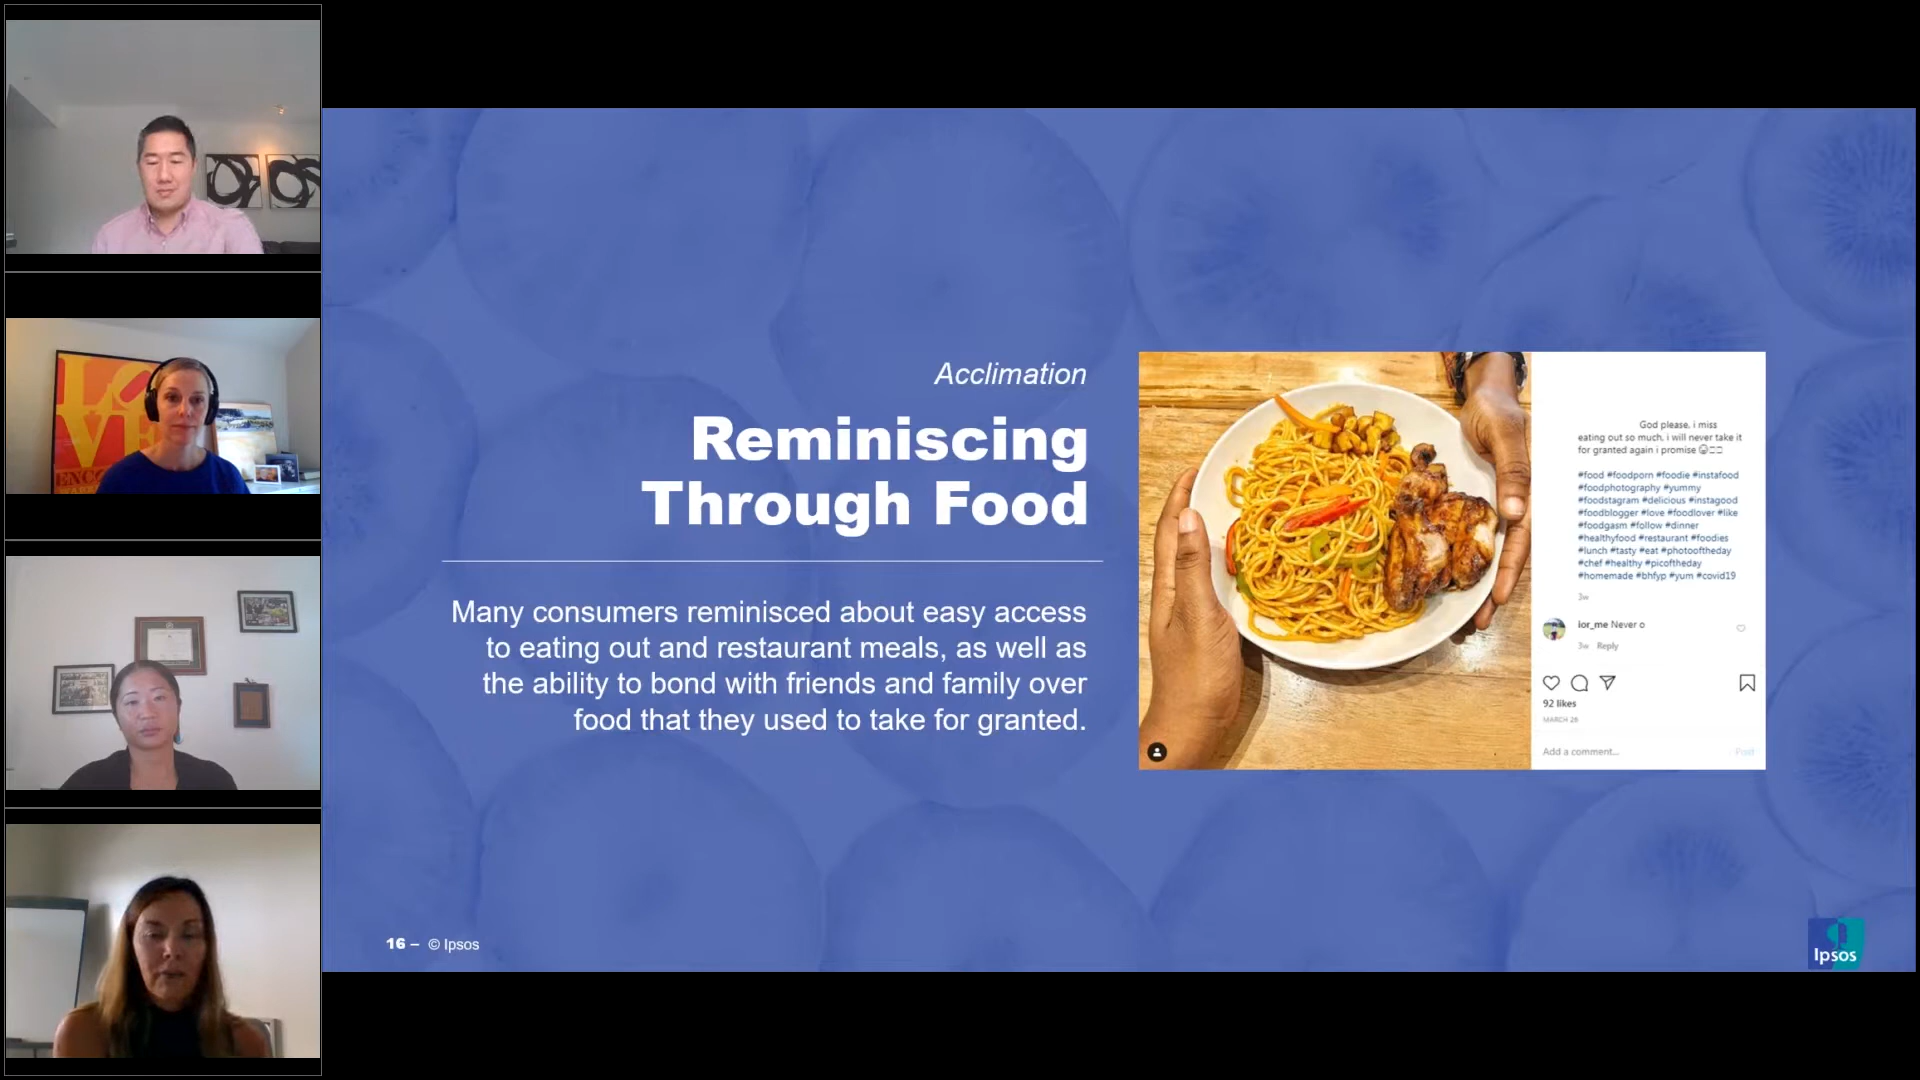 LOVE
ENCO
Acclimation
Reminiscing
Through Food
Many consumers reminisced about easy access
to eating out and restaurant meals, as well as
the ability to bond with friends and family over
food that they used to take for granted.
God please, i miss
eating out so much, i will never take it
for granted again i promise
#food #foodporn #foodie #instafood
#foodphotography #yummy
#foodstagram #delicious #instagood
#foodblogger #love #foodlover #like
#foodgasm #follow #dinner
#healthyfood #restaurant #foodies
#lunch #tasty #eat #photooftheday
#chef #healthy #picoftheday
#homemade #bhfyp #yum #covid19
3w
ior_me Never o
3w Reply
92 likes
MARCH 26
Add a comment...
Post
16 – © Ipsos
Ipsos